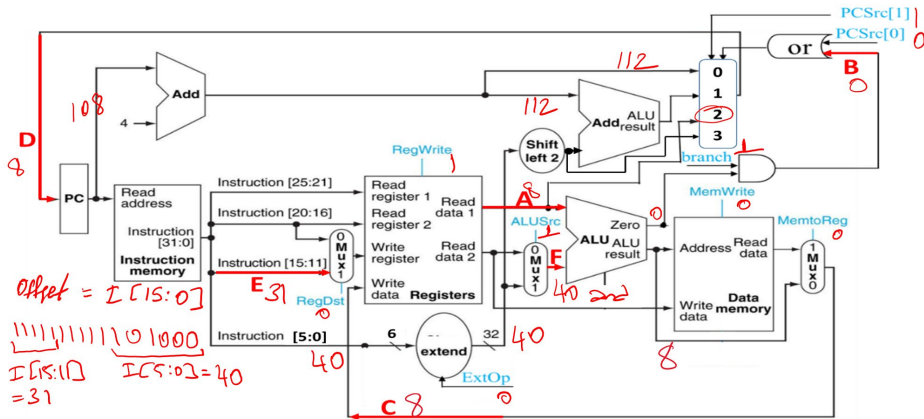 PCSrc[1] 1
PCSrc[0] 0
or
B
0
112
0
1
2
3
108
Add
4
112
Add ALU
result
Shift
left 2
branch 1
D
8
RegWrite
1
PC
Read
address
Instruction
[31:0]
Instruction
memory
Instruction [25:21]
Instruction [20:16]
Instruction [15:11]
E 31
0
Mux
1
RegDst
0
Read
register 1
Read
register 2
Write
register
Write
data
Read
data 1
Read
data 2
Registers
A 8
ALUSrc
1
0
Mux
1
F
40
Zero
0
ALU ALU
result
and
MemWrite
0
Address
Read
data
Write
data
Data
memory
MemtoReg
0
1
Mux
0
8
offset = I[15:0]
1111111111101000
I[15:11]
= 31
I[5:0] = 40
Instruction [5:0]
40
6
extend
32
40
ExtOp
0
C 8